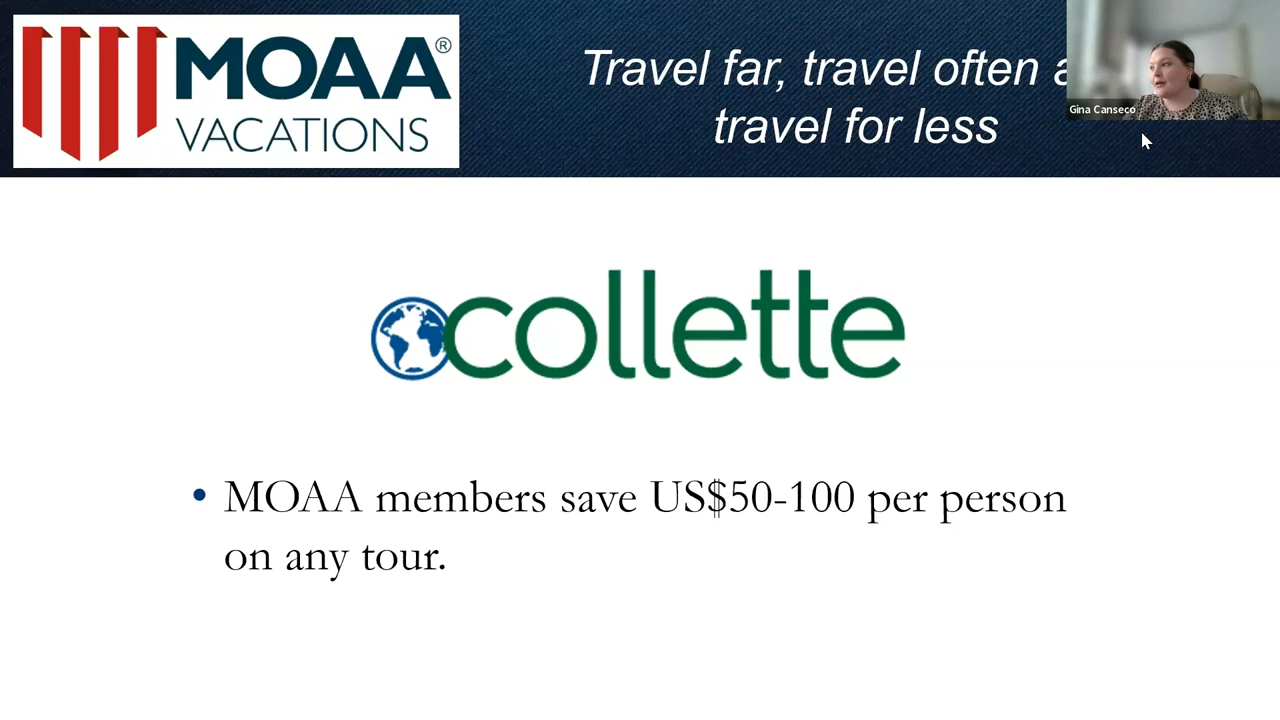 MOAA®
VACATIONS
Travel far, travel often a
travel for less
Gina Canseco
collette
• MOAA members save US$50-100 per person
on any tour.